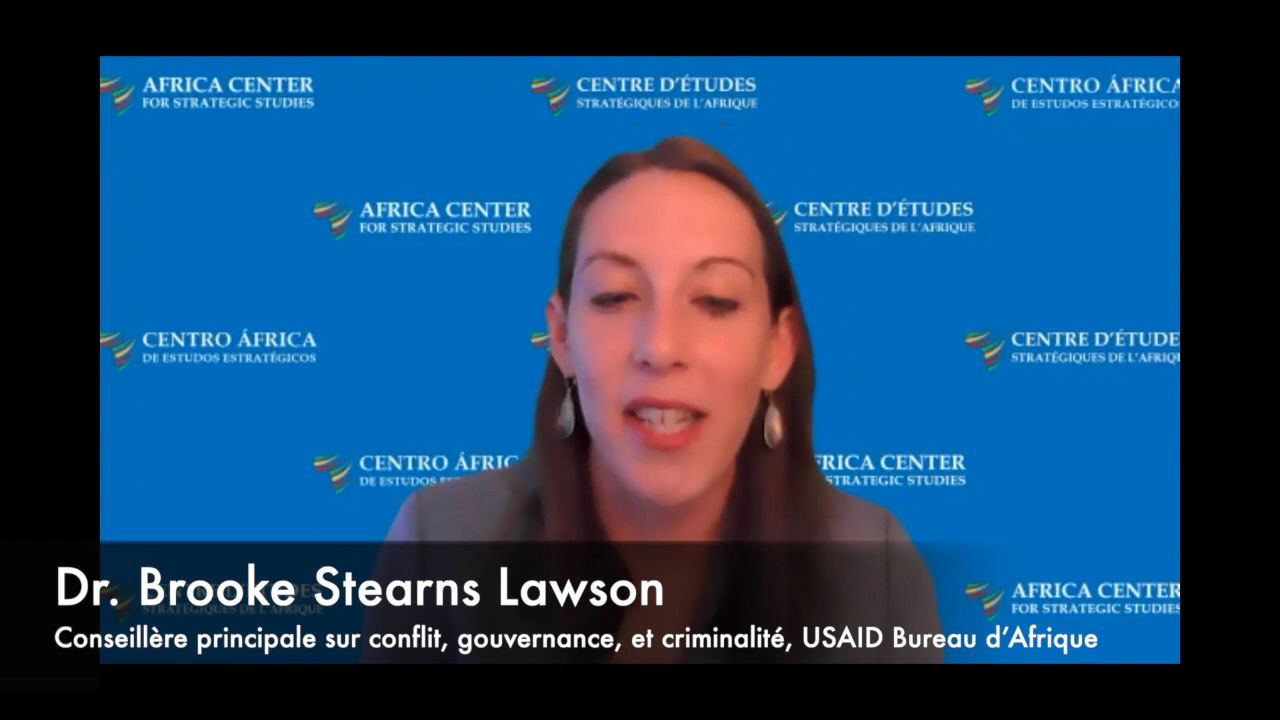 AFRICA CENTER
FOR STRATEGIC STUDIES
CENTRE D'ÉTUDES
STRATÉGIQUES DE L'AFRIQUE
CENTRO ÁFRICA
DE ESTUDOS ESTRATÉGICO
AFRICA CENTER
FOR STRATEGIC STUDIES
CENTRE D'ÉTUDES
STRATÉGIQUES DE L'AFRIQUE
CENTRO ÁFRICA
DE ESTUDOS ESTRATÉGICOS
CENTRE D'ÉTUDE
STRATÉGIQUES DE L'AFRIQ
CENTRO ÁFRIC
DE ESTUDOS
FRICA CENTER
STRATEGIC STUDIES
Dr. Brooke Stearns Lawson
Conseillère principale sur conflit, gouvernance, et criminalité, USAID Bureau d'Afrique
AFRICA CENTER
FOR STRATEGIC STUDIES